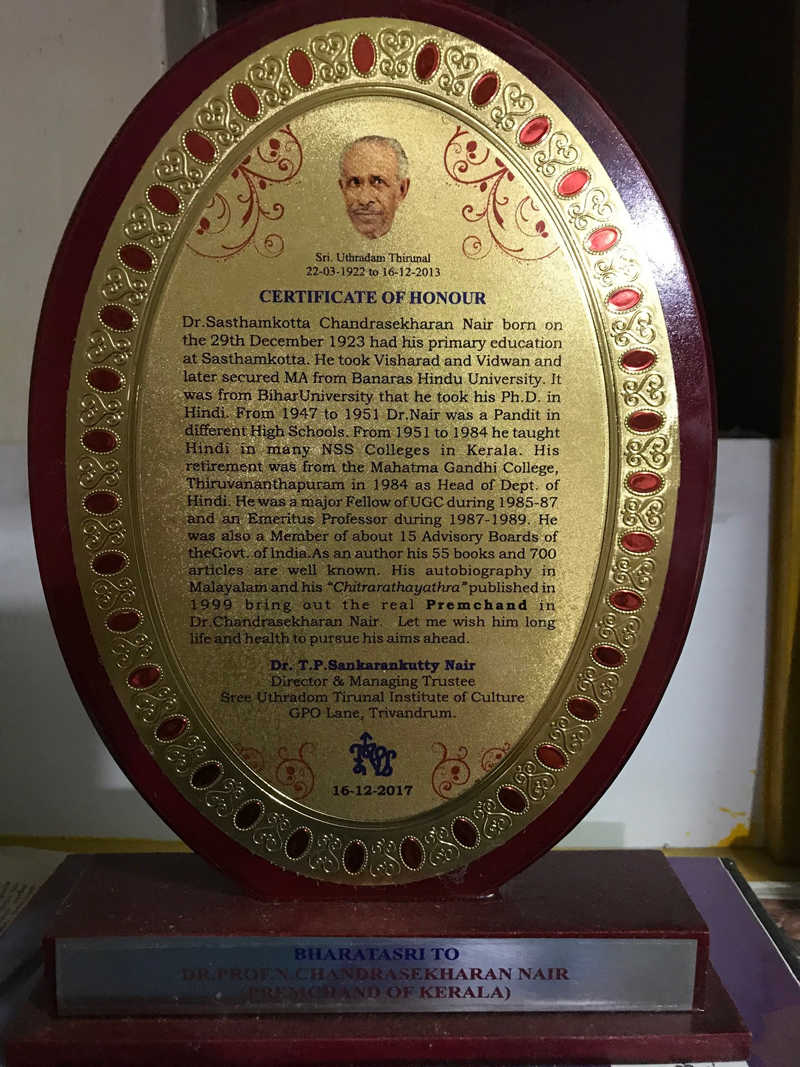 Sri. Uthradam Thirunal
22-03-1922 to 16-12-2013
CERTIFICATE OF HONOUR
Dr.Sasthamkotta Chandrasekharan Nair born on
the 29th December 1923 had his primary education
at Sasthamkotta. He took Visharad and Vidwan and
later secured MA from Banaras Hindu University. It
was from BiharUniversity that he took his Ph.D. in
Hindi. From 1947 to 1951 Dr.Nair was a Pandit in
different High Schools. From 1951 to 1984 he taught
Hindi in many NSS Colleges in Kerala. His
retirement was from the Mahatma Gandhi College,
Thiruvananthapuram in 1984 as Head of Dept. of
Hindi. He was a major Fellow of UGC during 1985-87
and an Emeritus Professor during 1987-1989. He
was also a Member of about 15 Advisory Boards of
theGovt. of India.As an author his 55 books and 700
articles are well known. His autobiography in
Malayalam and his "Chitrarathayathra" published in
1999 bring out the real Premchand in
Dr.Chandrasekharan Nair. Let me wish him long
life and health to pursue his aims ahead.
Dr. T.P.Sankarankutty Nair
Director & Managing Trustee
Sree Uthradom Tirunal Institute of Culture
GPO Lane, Trivandrum.
16-12-2017
BHARATASRI TO
DR.PROF.N.CHANDRASEKHARAN NAIR
(PREMCHAND OF KERALA)